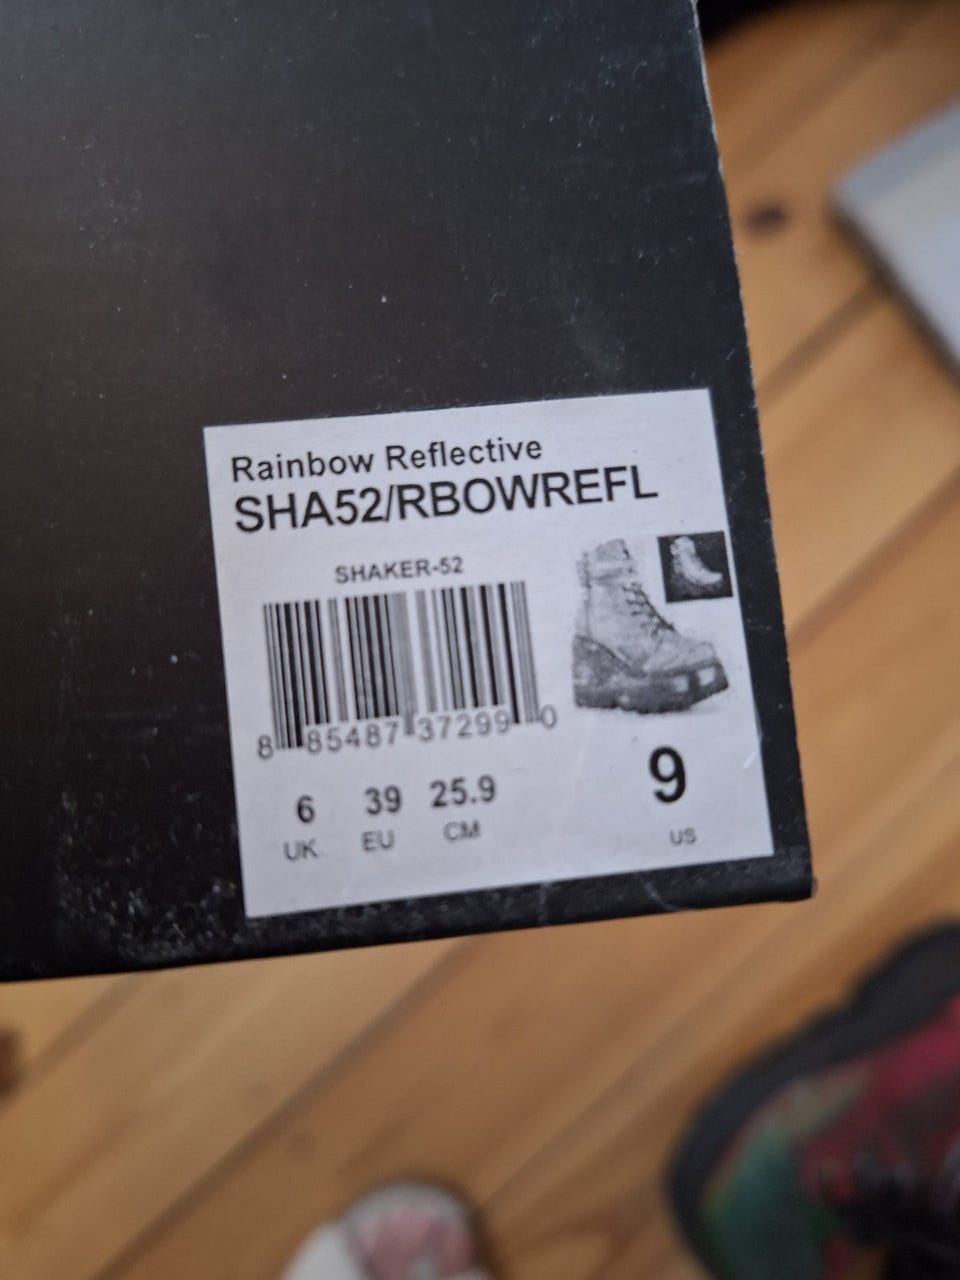 Rainbow Reflective
SHA52/RBOWREFL
SHAKER-52
8 85487 37299 0
6 39 25.9 9
UK EU CM US